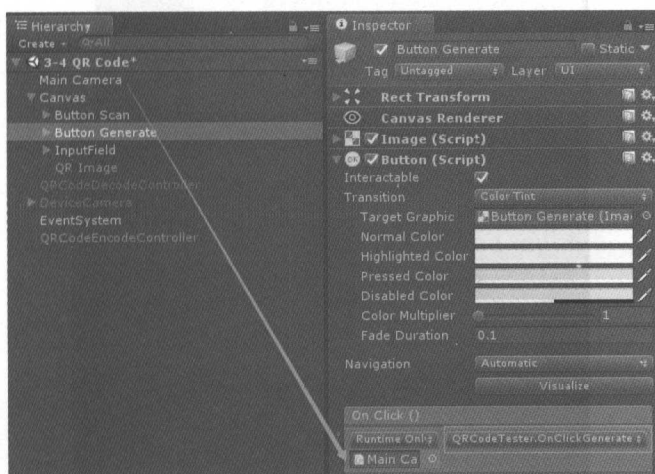 Hierarchy
Create
All
3-4 QR Code*
Main Camera
Canvas
Button Scan
Button Generate
InputField
QR Image
QRCodeDecodeController
DeviceCamera
EventSystem
QRCodeEncodeController
Inspector
Button Generate
Static
Tag Untagged Layer UI
Rect Transform
Canvas Renderer
Image (Script)
Button (Script)
Interactable
Transition Color Tint
Target Graphic Button Generate (Ima
Normal Color
Highlighted Color
Pressed Color
Disabled Color
Color Multiplier 1
Fade Duration 0.1
Navigation Automatic
Visualize
On Click ()
Runtime Onl QRCodeTester.OnClickGenerate
Main Ca